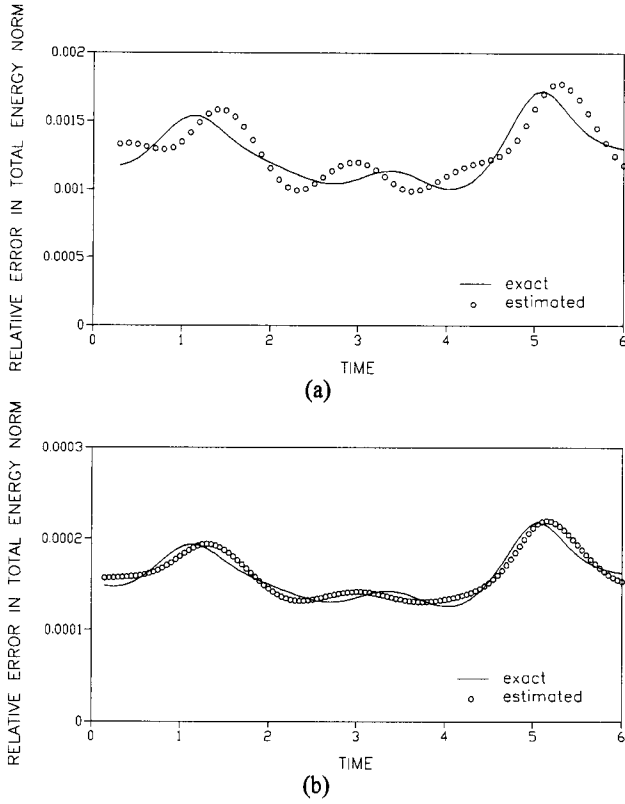 RELATIVE ERROR IN TOTAL ENERGY NORM
0.002
0.0015
0.001
0.0005
0
0 1 2 3 4 5 6
exact
estimated
TIME
(a)
RELATIVE ERROR IN TOTAL ENERGY NORM
0.0003
0.0002
0.0001
0
0 1 2 3 4 5 6
exact
estimated
TIME
(b)